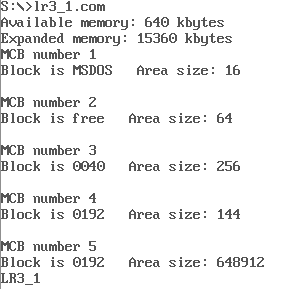 S:\>lr3_1.com
Available memory: 640 kbytes
Expanded memory: 15360 kbytes
MCB number 1
Block is MSDOS   Area size: 16
MCB number 2
Block is free   Area size: 64
MCB number 3
Block is 0040   Area size: 256
MCB number 4
Block is 0192   Area size: 144
MCB number 5
Block is 0192   Area size: 648912
LR3_1